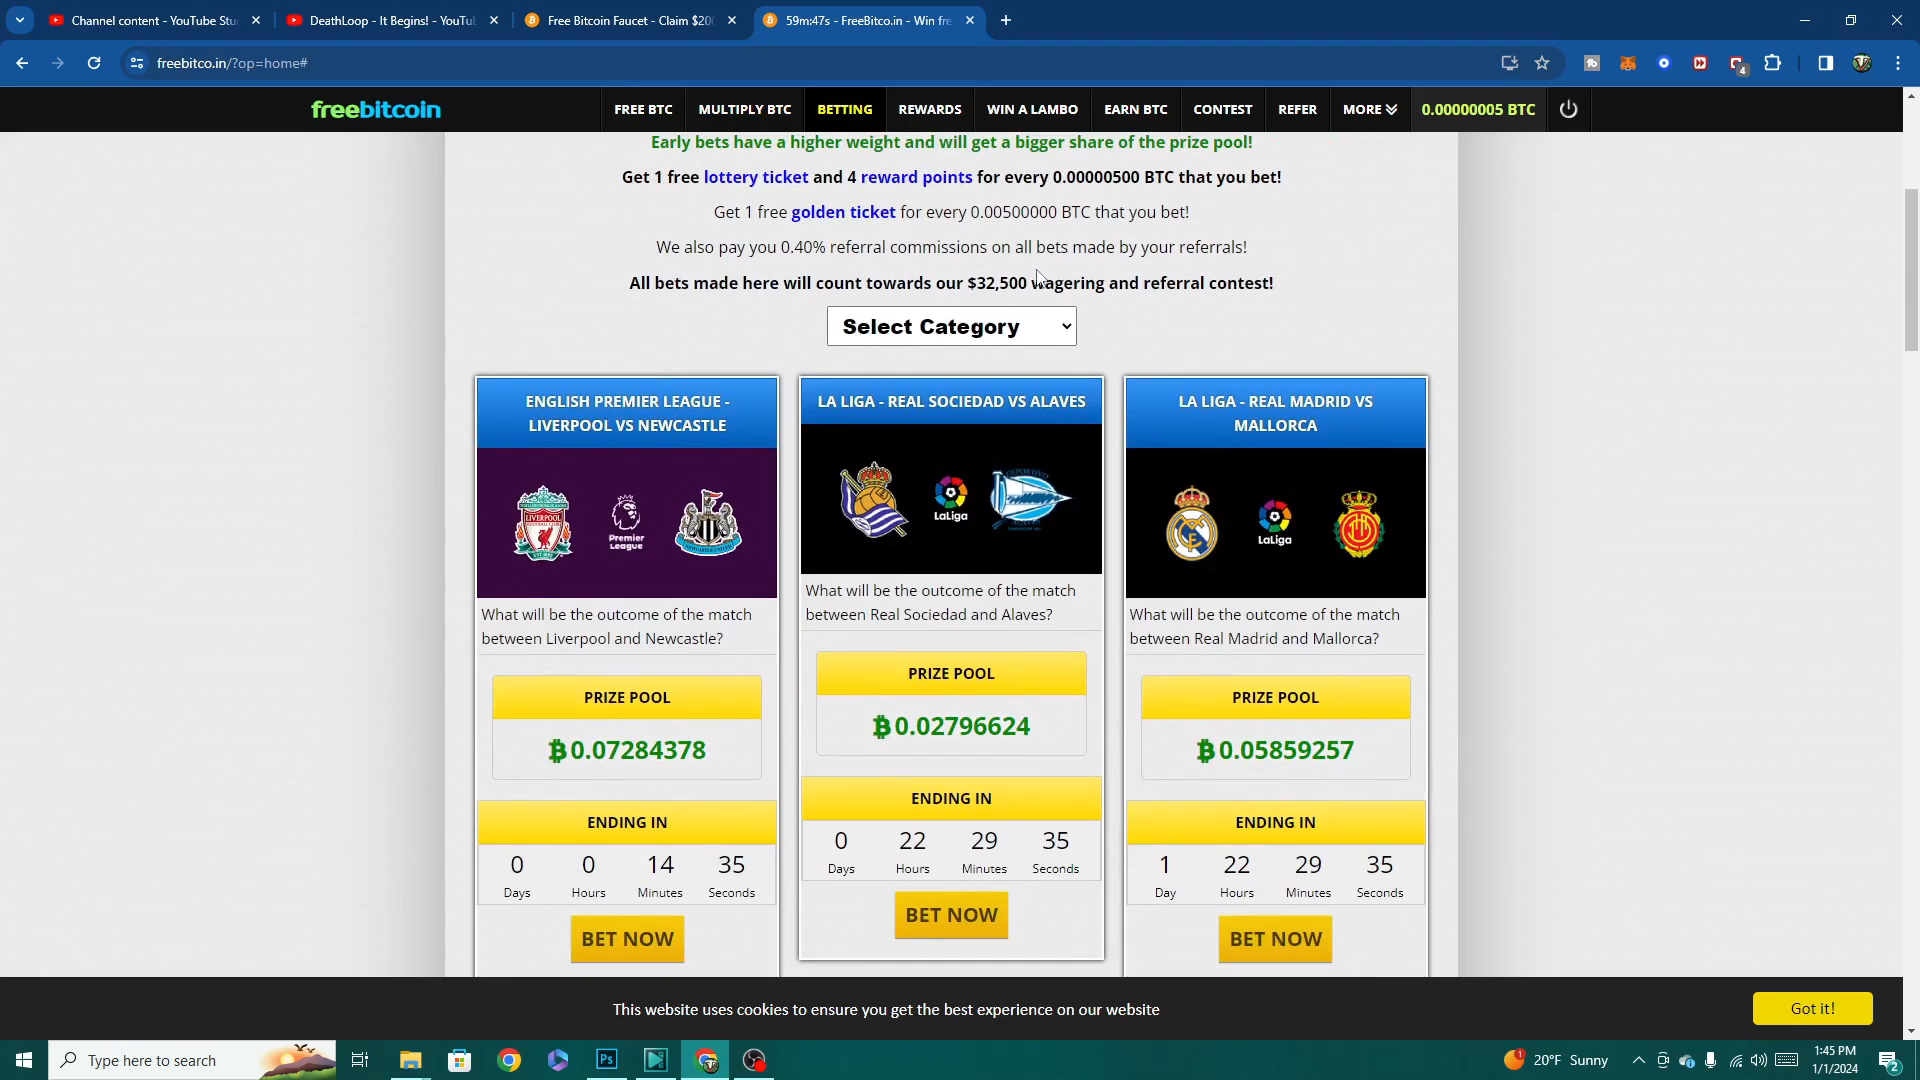 Channel content - YouTube Stu
DeathLoop - It Begins! - YouTu
Free Bitcoin Faucet - Claim $200
59m:47s - FreeBitco.in - Win fre
freebitco.in/?op=home#
4
freebitcoin
FREE BTC
MULTIPLY BTC
BETTING
REWARDS
WIN A LAMBO
EARN BTC
CONTEST
REFER
MORE
0.00000005 BTC
Early bets have a higher weight and will get a bigger share of the prize pool!
Get 1 free lottery ticket and 4 reward points for every 0.00000500 BTC that you bet!
Get 1 free golden ticket for every 0.00500000 BTC that you bet!
We also pay you 0.40% referral commissions on all bets made by your referrals!
All bets made here will count towards our $32,500 wagering and referral contest!
Select Category
ENGLISH PREMIER LEAGUE -
LIVERPOOL VS NEWCASTLE
Premier
League
What will be the outcome of the match
between Liverpool and Newcastle?
PRIZE POOL
₿0.07284378
ENDING IN
0 0 14 35
Days Hours Minutes Seconds
BET NOW
LA LIGA - REAL SOCIEDAD VS ALAVES
LaLiga
What will be the outcome of the match
between Real Sociedad and Alaves?
PRIZE POOL
₿0.02796624
ENDING IN
0 22 29 35
Days Hours Minutes Seconds
BET NOW
LA LIGA - REAL MADRID VS
MALLORCA
LaLiga
What will be the outcome of the match
between Real Madrid and Mallorca?
PRIZE POOL
₿0.05859257
ENDING IN
1 22 29 35
Day Hours Minutes Seconds
BET NOW
This website uses cookies to ensure you get the best experience on our website
Got it!
Type here to search
Ps
1
20°F Sunny
1:45 PM
1/1/2024
2